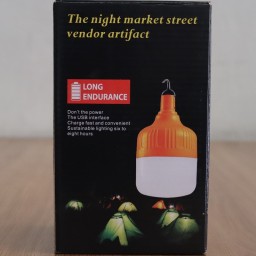 The night market street
vendor artifact
LONG
ENDURANCE
Don't the power
The USB interface
Charge fast and convenient
Sustainable lighting six to
eight hours